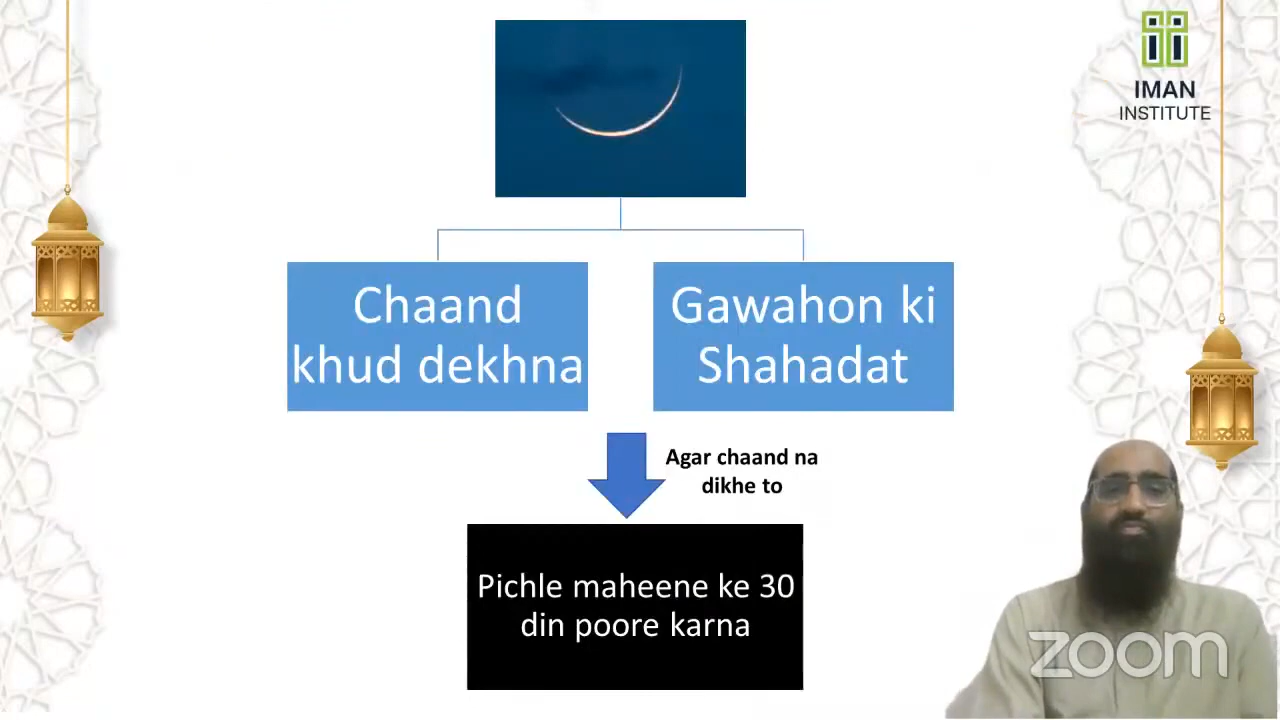 IMAN
INSTITUTE
Chaand
khud dekhna
Gawahon ki
Shahadat
Agar chaand na
dikhe to
Pichle maheene ke 30
din poore karna
zoom